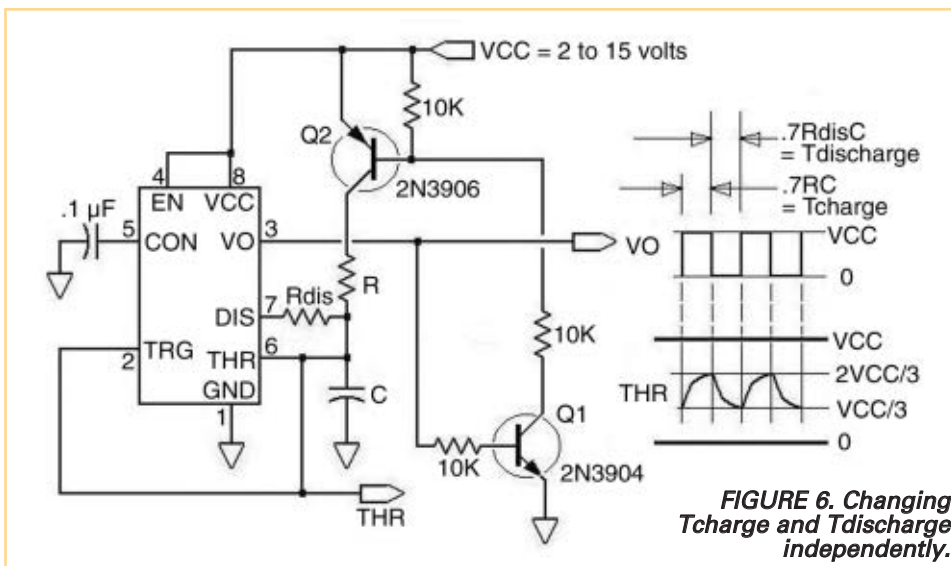 VCC = 2 to 15 volts
10K
Q2
2N3906
.7RdisC
= Tdischarge
.7RC
= Tcharge
4
8
EN
VCC
.1 µF
5
CON
VO
3
VO
VCC
0
R
Rdis
DIS
7
10K
VCC
2
TRG
THR
6
2VCC/3
THR
VCC/3
GND
1
C
Q1
0
10K
2N3904
THR
FIGURE 6. Changing
Tcharge and Tdischarge
independently.